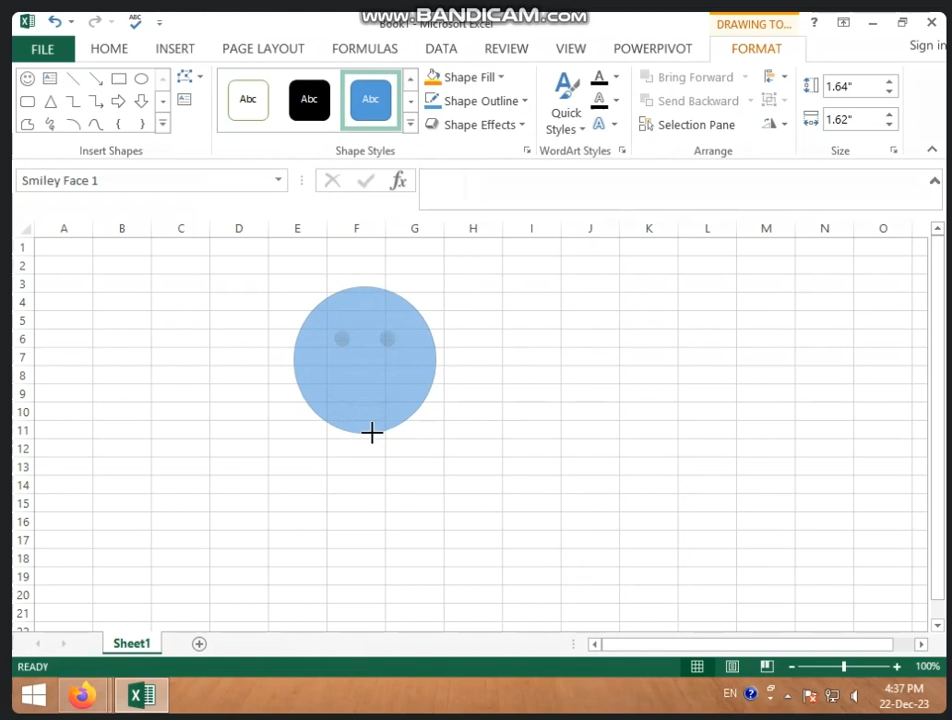 www.BANDICAM.com
Book1 - Microsoft Excel
DRAWING TO...
?
FILE
HOME
INSERT
PAGE LAYOUT
FORMULAS
DATA
REVIEW
VIEW
POWERPIVOT
FORMAT
Sign in
Abc
Abc
Abc
Shape Fill
Shape Outline
Shape Effects
Quick
Styles
Bring Forward
Send Backward
Selection Pane
1.64"
1.62"
Insert Shapes
Shape Styles
WordArt Styles
Arrange
Size
Smiley Face 1
fx
A B C D E F G H I J K L M N O
1
2
3
4
5
6
7
8
9
10
11
12
13
14
15
16
17
18
19
20
21
Sheet1
READY
100%
EN
4:37 PM
22-Dec-23